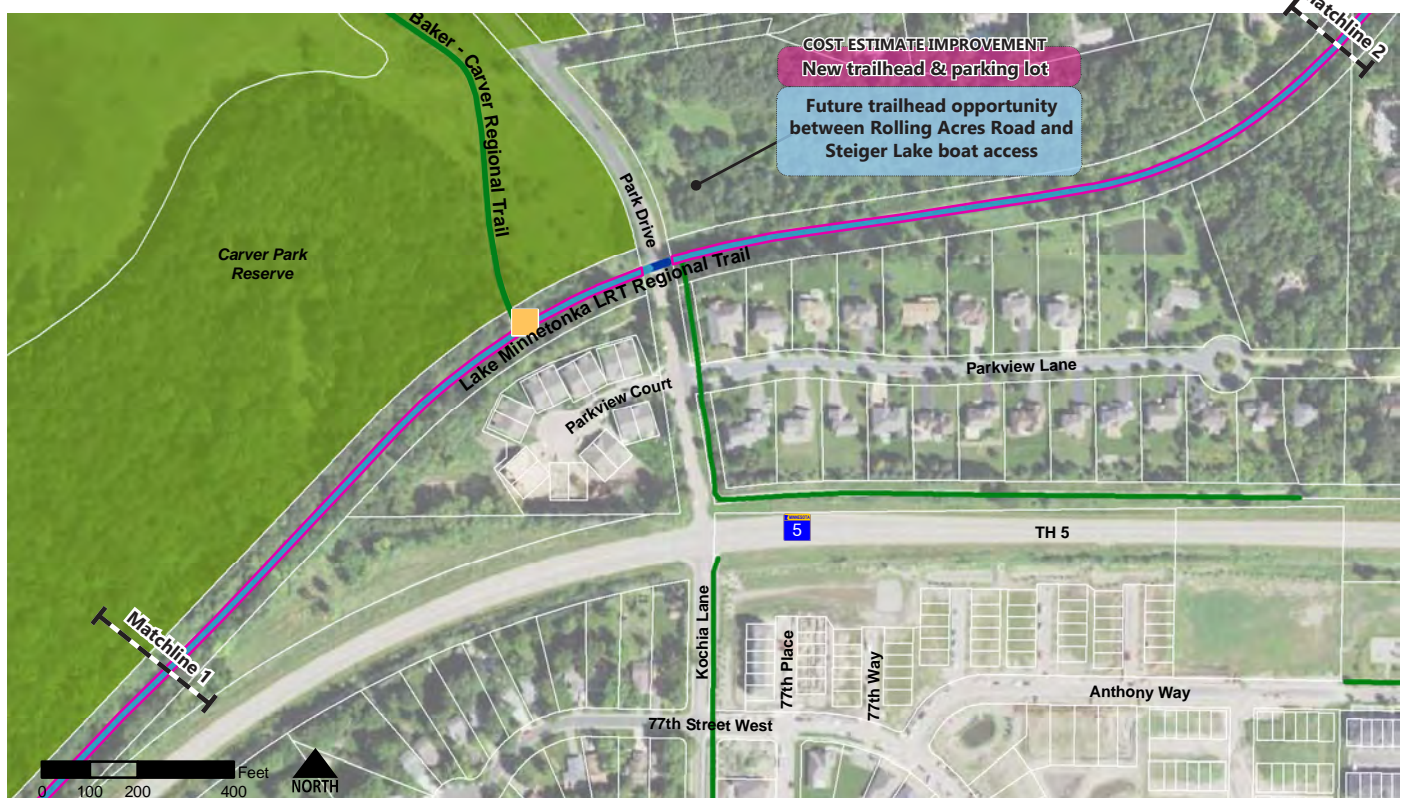 Matchline 2
COST ESTIMATE IMPROVEMENT
New trailhead & parking lot
Future trailhead opportunity
between Rolling Acres Road and
Steiger Lake boat access
Baker - Carver Regional Trail
Park Drive
Carver Park
Reserve
Lake Minnetonka LRT Regional Trail
Parkview Lane
Parkview Court
MINNESOTA
5
TH 5
Matchline 1
Kochia Lane
77th Place
77th Way
Anthony Way
77th Street West
Feet
0 100 200 400
NORTH